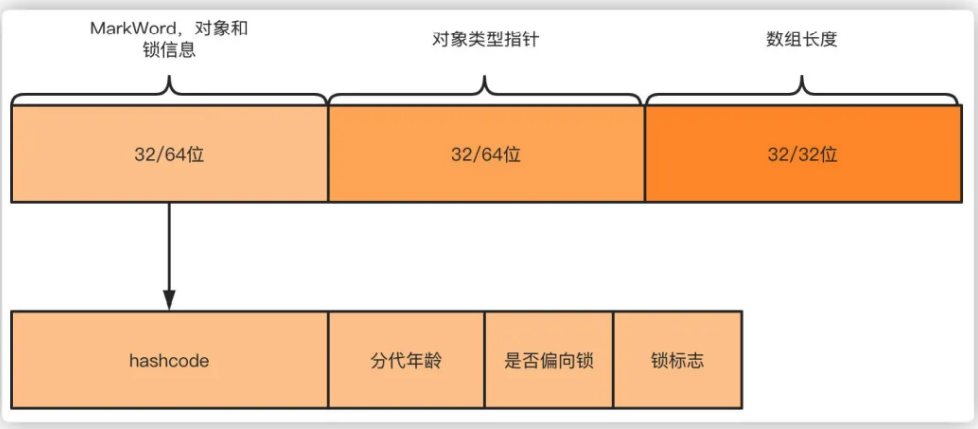 MarkWord，对象和
锁信息
对象类型指针
数组长度
32/64位
32/64位
32/32位
hashcode
分代年龄
是否偏向锁
锁标志